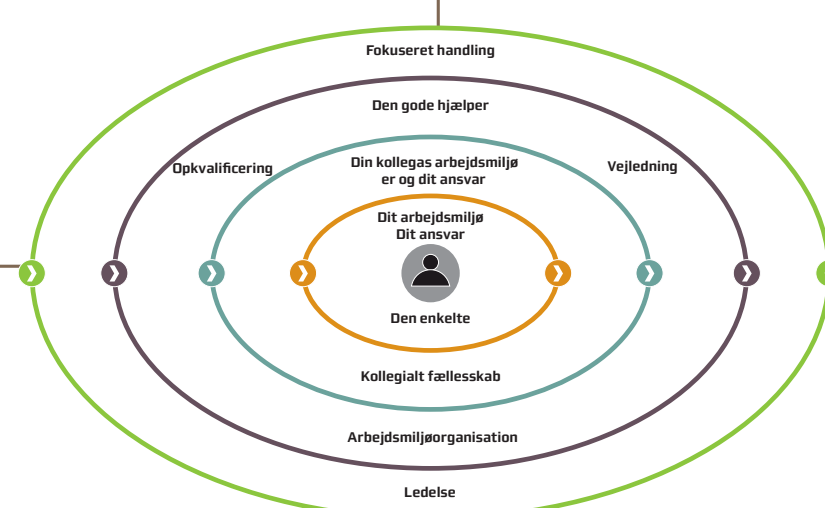 Fokuseret handling
Den gode hjælper
Opkvalificering
Din kollegas arbejdsmiljø
er og dit ansvar
Vejledning
Dit arbejdsmiljø
Dit ansvar
Den enkelte
Kollegialt fællesskab
Arbejdsmiljøorganisation
Ledelse